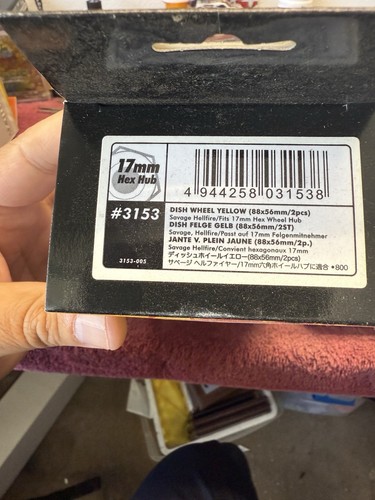 17mm
Hex Hub
4 944258 031538
#3153
DISH WHEEL YELLOW (88x56mm/2pcs)
Savage Hellfire/Fits 17mm Hex Wheel Hub
DISH FELGE GELB (88x56mm/2ST)
Savage, Hellfire/Passt auf 17mm Felgenmitnehmer
JANTE V. PLEIN JAUNE (88x56mm/2p.)
Savage Hellfire/Convient hexagonaux 17mm
ディッシュホイールイエロー(88x56mm/2pcs)
サベージ ヘルファイヤー/17mm六角ホイールハブに適合 •800
3153-005